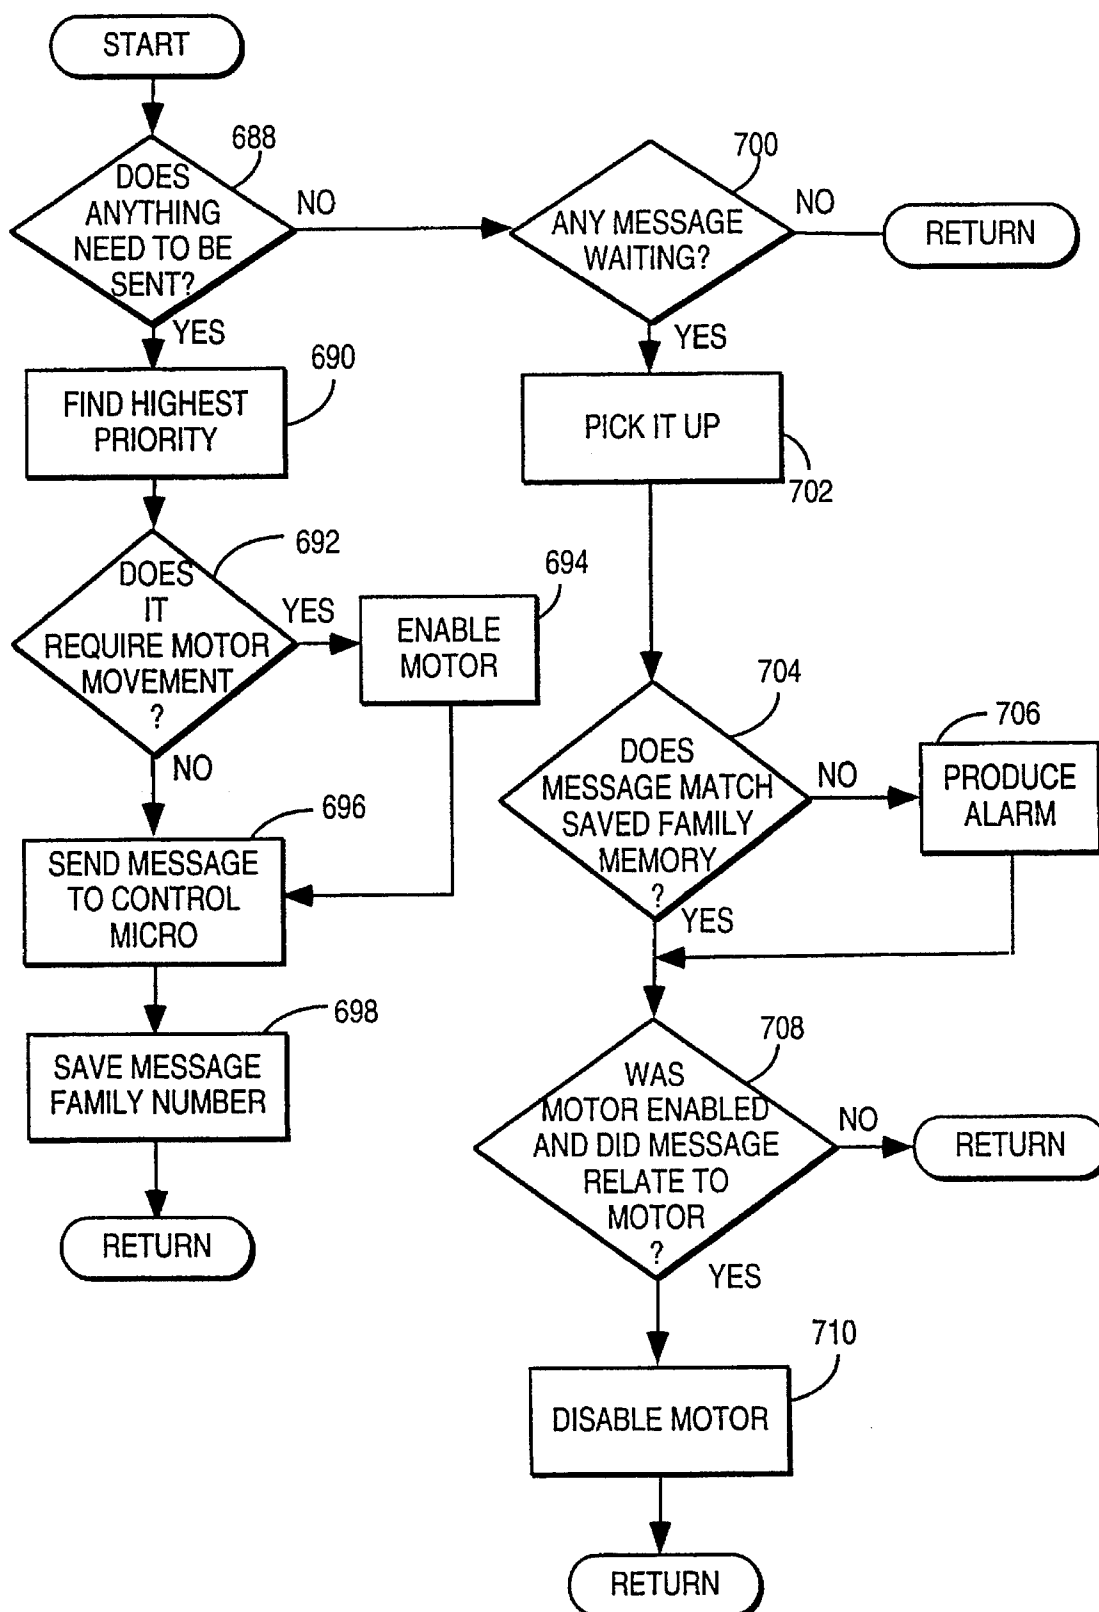 START
688
DOES
ANYTHING
NEED TO BE
SENT?
NO
YES
700
ANY MESSAGE
WAITING?
NO
RETURN
YES
690
FIND HIGHEST
PRIORITY
PICK IT UP
702
692
DOES
IT
REQUIRE MOTOR
MOVEMENT
?
YES
NO
694
ENABLE
MOTOR
704
DOES
MESSAGE MATCH
SAVED FAMILY
MEMORY
?
NO
YES
706
PRODUCE
ALARM
696
SEND MESSAGE
TO CONTROL
MICRO
698
SAVE MESSAGE
FAMILY NUMBER
RETURN
708
WAS
MOTOR ENABLED
AND DID MESSAGE
RELATE TO
MOTOR
?
NO
RETURN
YES
710
DISABLE MOTOR
RETURN